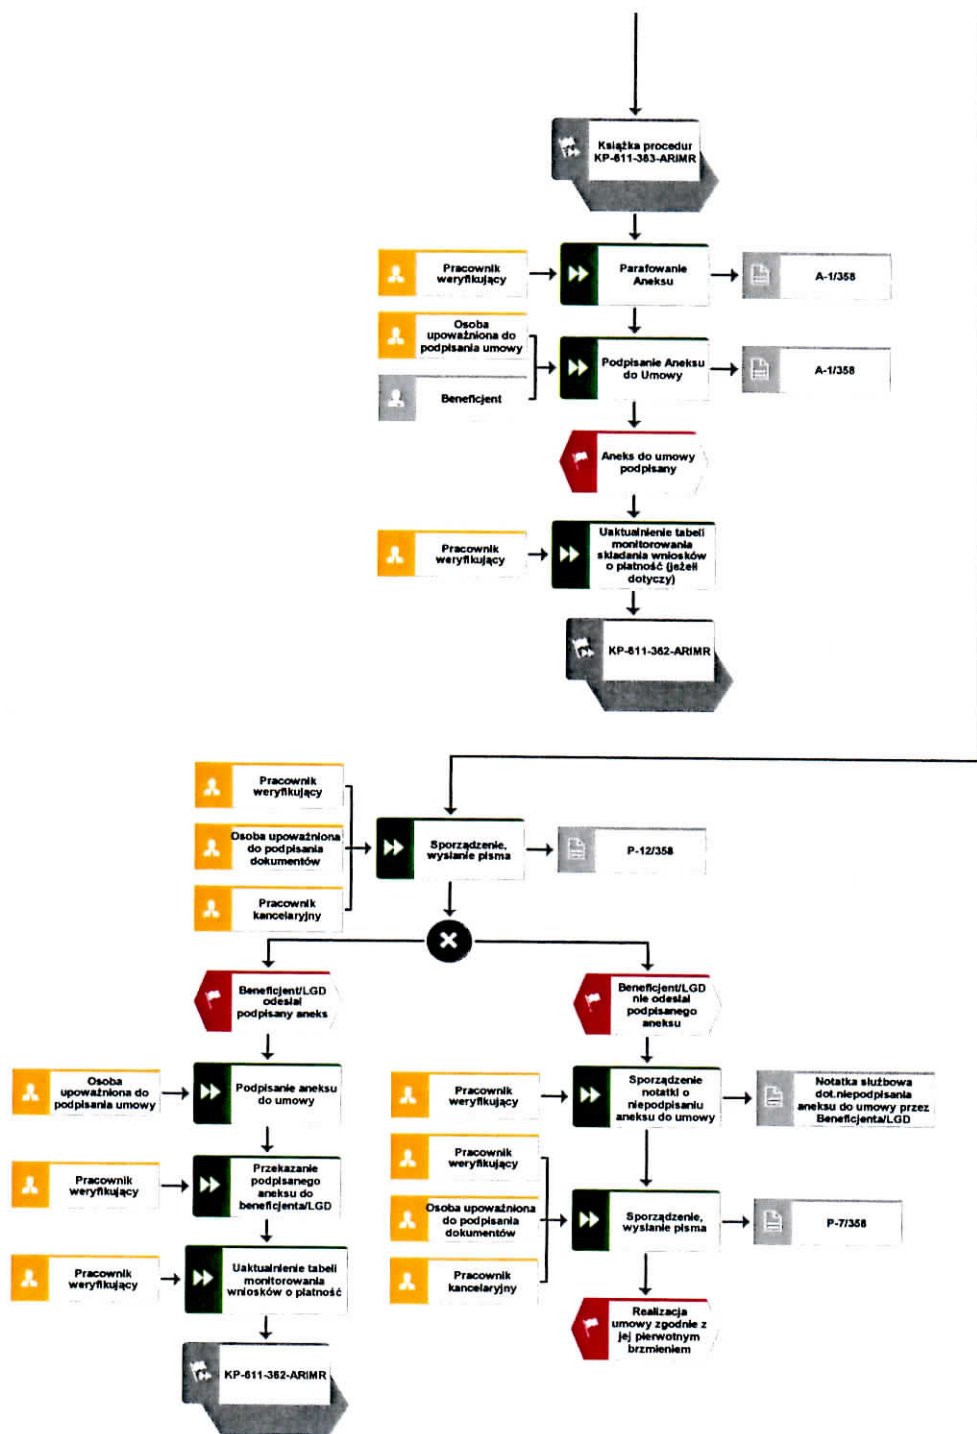 Książka procedur
KP-611-363-ARIMR
Pracownik
weryfikujący
Parafowanie
Aneksu
A-1/358
Osoba
upoważniona do
podpisania umowy
Beneficjent
Podpisanie Aneksu
do Umowy
A-1/358
Aneks do umowy
podpisany
Pracownik
weryfikujący
Uaktualnienie tabeli
monitorowania
składania wniosków
o płatność (jeżeli
dotyczy)
KP-611-362-ARIMR
Pracownik
weryfikujący
Osoba upoważniona
do podpisania
dokumentów
Pracownik
kancelaryjny
Sporządzenie,
wysłanie pisma
P-12/358
Beneficjent/LGD
odesłał
podpisany aneks
Beneficjent/LGD
nie odesłał
podpisanego
aneksu
Osoba
upoważniona do
podpisania umowy
Podpisanie aneksu
do umowy
Pracownik
weryfikujący
Sporządzenie
notatki o
niepodpisaniu
aneksu do umowy
Notatka służbowa
dot.niepodpisania
aneksu do umowy przez
Beneficjenta/LGD
Pracownik
weryfikujący
Przekazanie
podpisanego
aneksu do
beneficjenta/LGD
Pracownik
weryfikujący
Osoba upoważniona
do podpisania
dokumentów
Pracownik
kancelaryjny
Sporządzenie,
wysłanie pisma
P-7/358
Pracownik
weryfikujący
Uaktualnienie tabeli
monitorowania
wniosków o płatność
Realizacja
umowy zgodnie z
jej pierwotnym
brzmieniem
KP-611-362-ARIMR